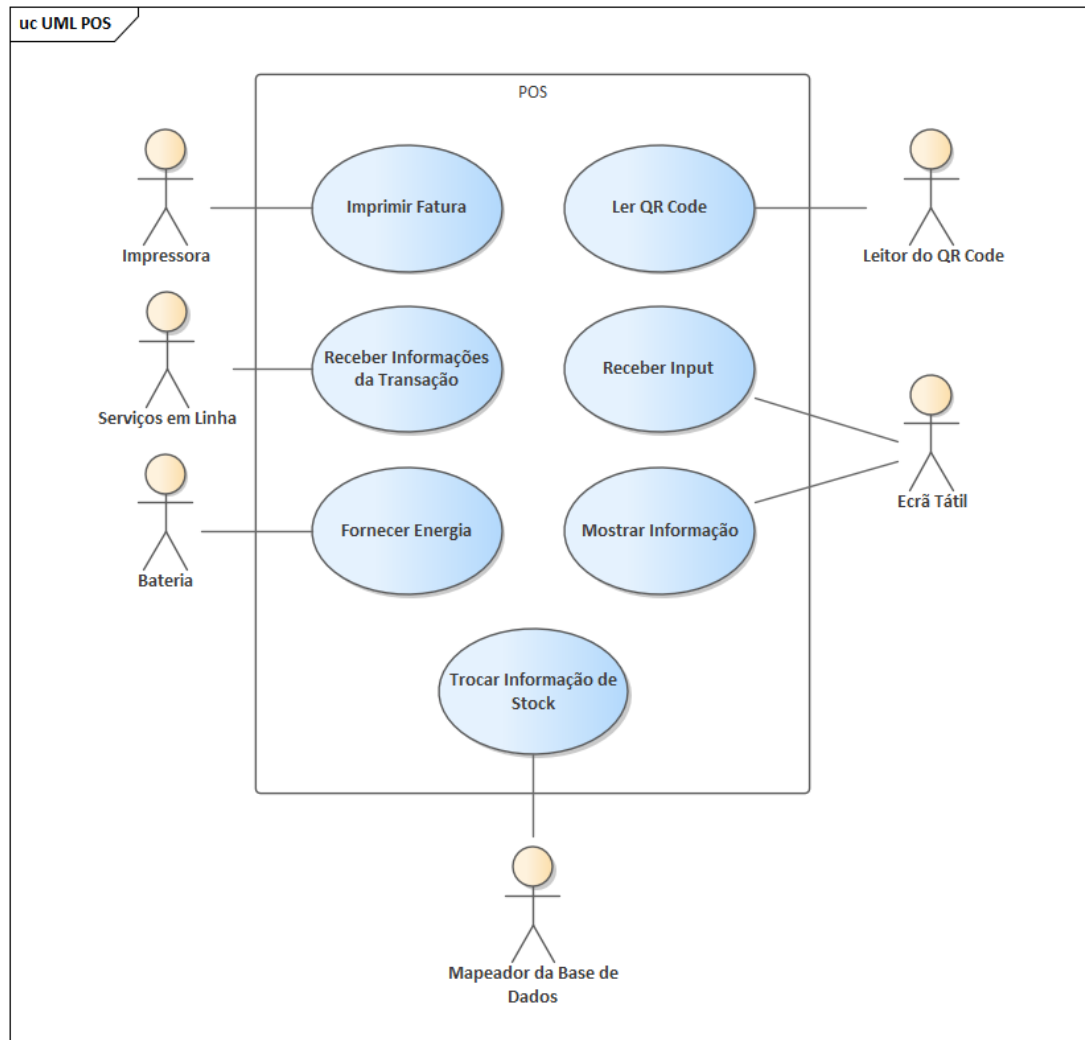 uc UML POS
POS
Imprimir Fatura
Ler QR Code
Impressora
Leitor do QR Code
Receber Informações
da Transação
Receber Input
Serviços em Linha
Ecrã Tátil
Fornecer Energia
Mostrar Informação
Bateria
Trocar Informação de
Stock
Mapeador da Base de
Dados